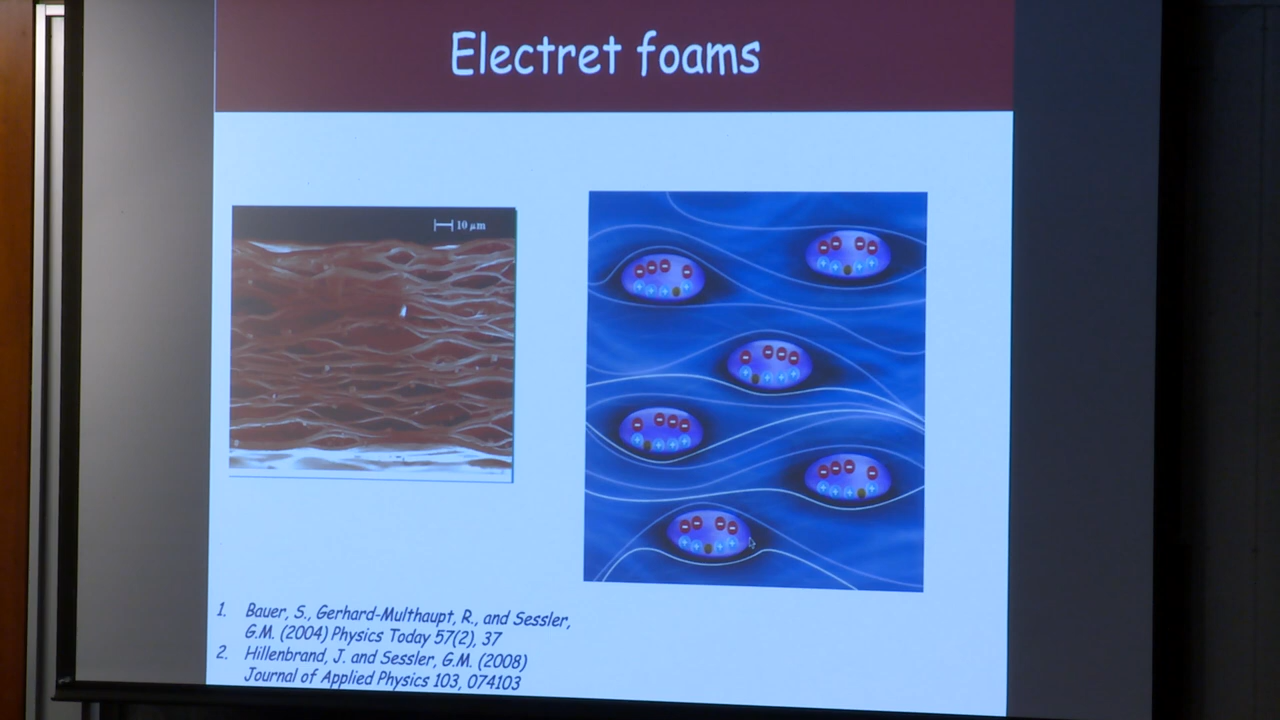 Electret foams
10 µm
1. Bauer, S., Gerhard-Multhaupt, R., and Sessler,
G.M. (2004) Physics Today 57(2), 37
2. Hillenbrand, J. and Sessler, G.M. (2008)
Journal of Applied Physics 103, 074103